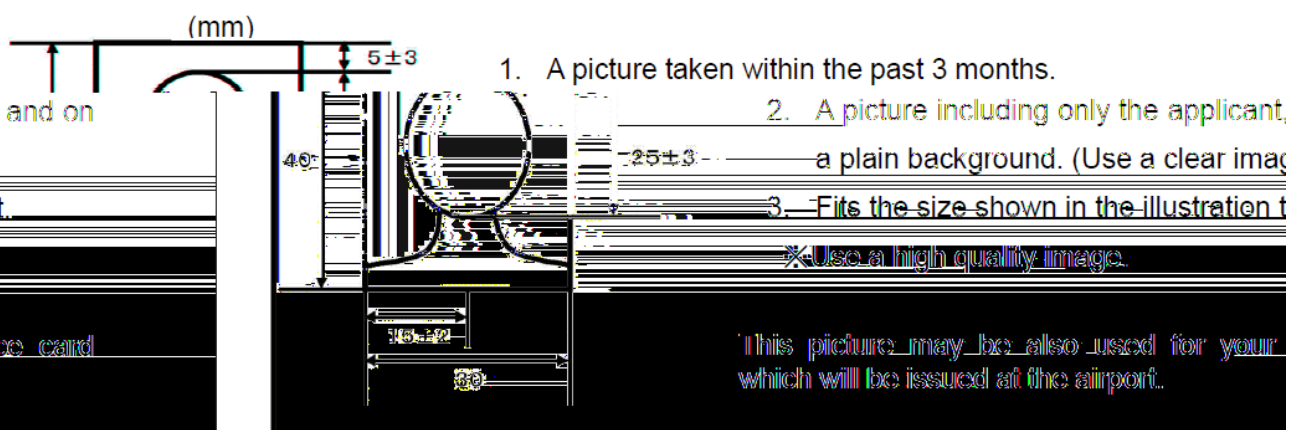 (mm)
5±3
1. A picture taken within the past 3 months.
and on
2. A picture including only the applicant,
40
25±3
a plain background. (Use a clear imag
t.
3. Fits the size shown in the illustration t
※Use a high quality image.
15±2
ce card
This picture may be also used for your
30
which will be issued at the airport.